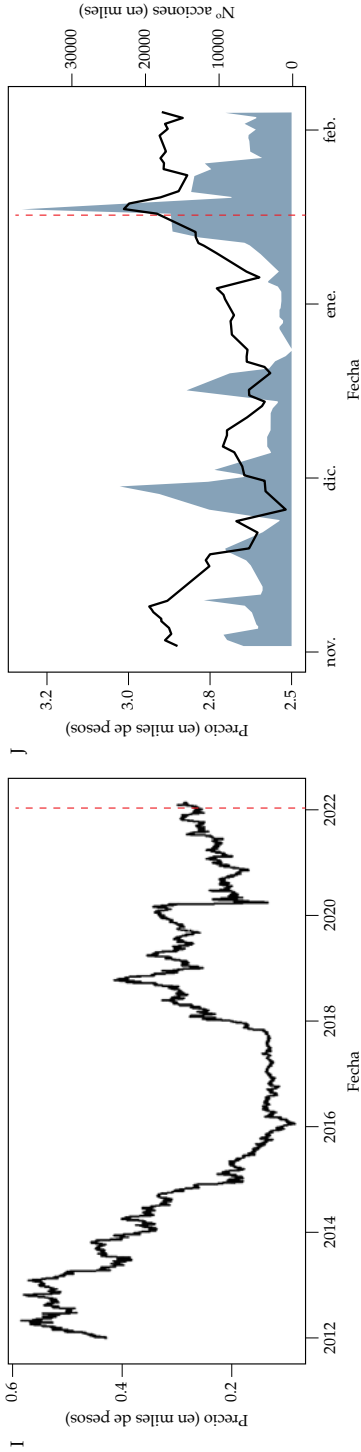 I
Precio (en miles de pesos)
0.6
0.4
0.2
2012
2014
2016
2018
2020
2022
Fecha
J
Precio (en miles de pesos)
3.2
3.0
2.8
2.5
nov.
dic.
ene.
feb.
Fecha
30000
20000
10000
0
Nº acciones (en miles)